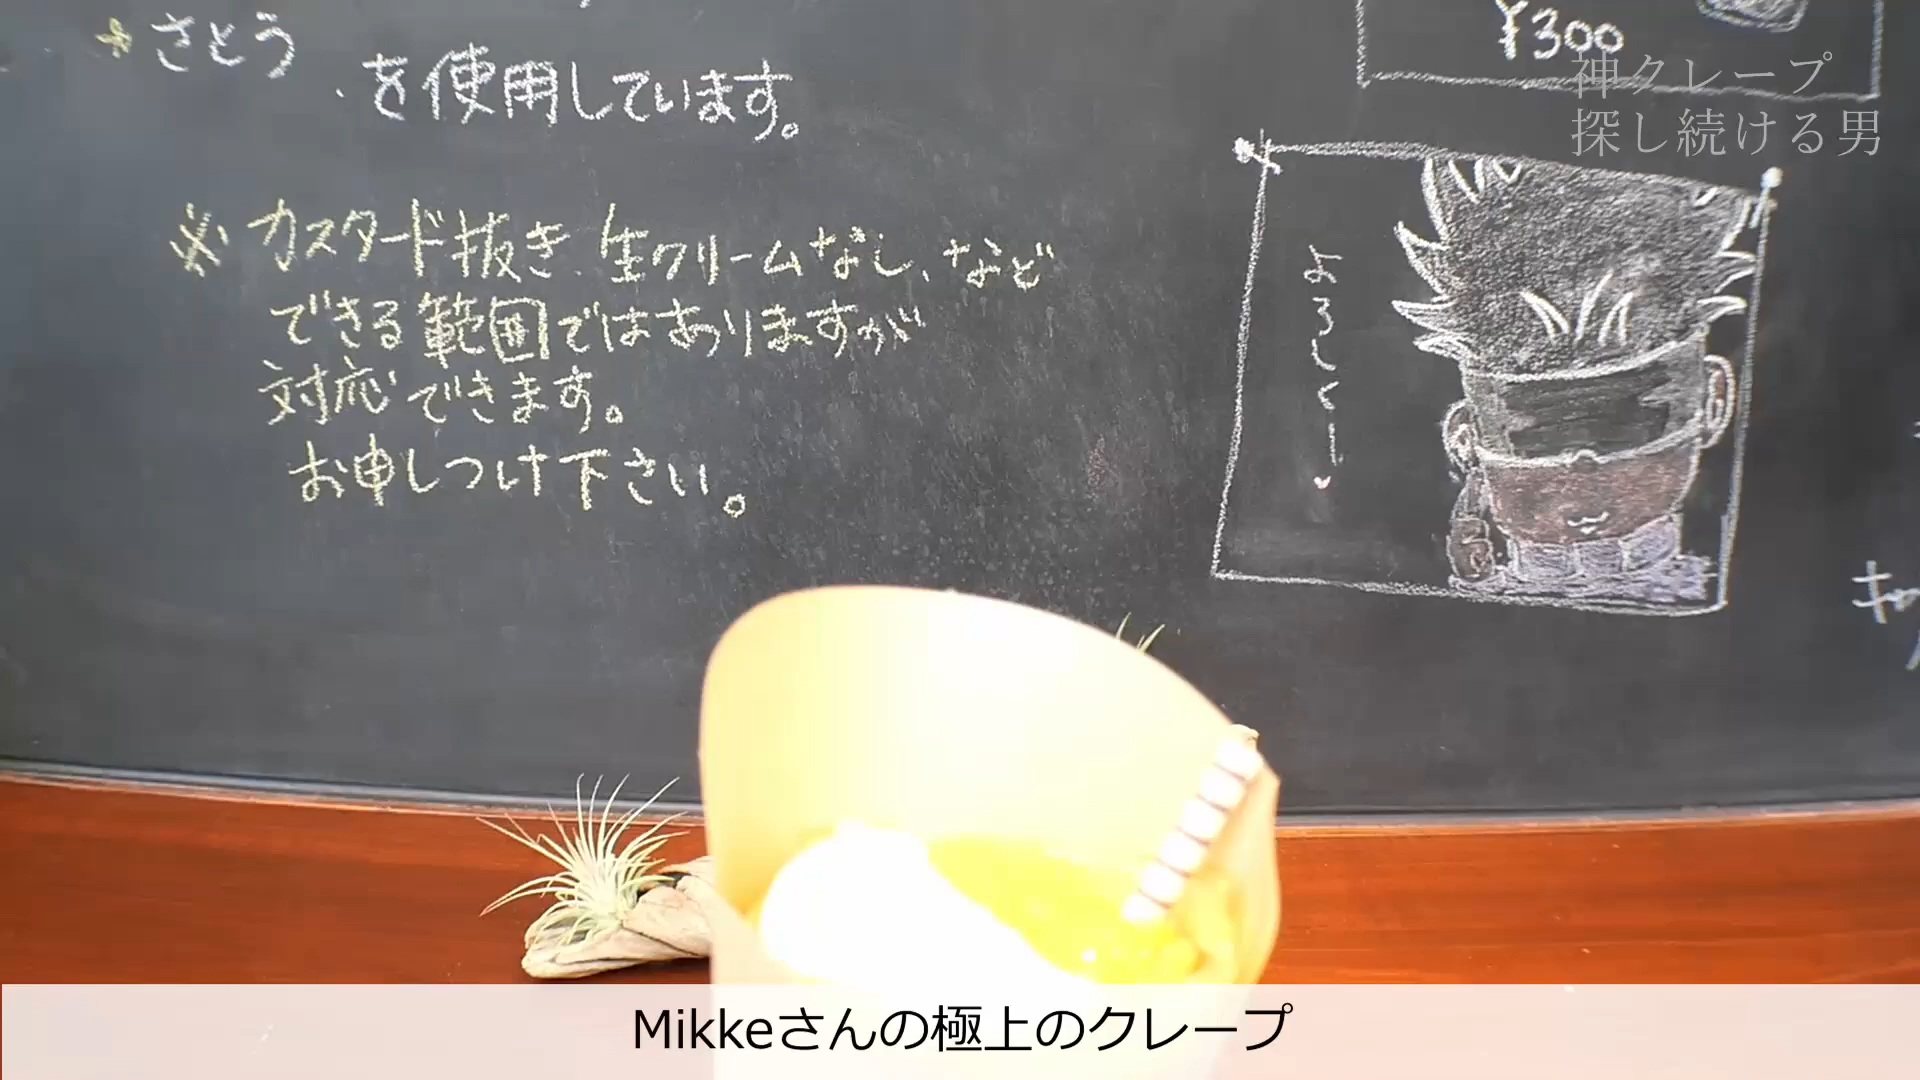 さとう
を使用しています。
※カスタード抜き、生クリームなし、など
できる範囲ではありますが
対応できます。
お申しつけ下さい。
¥300
神クレープ
探し続ける男
よろしくー
Mikkeさんの極上のクレープ